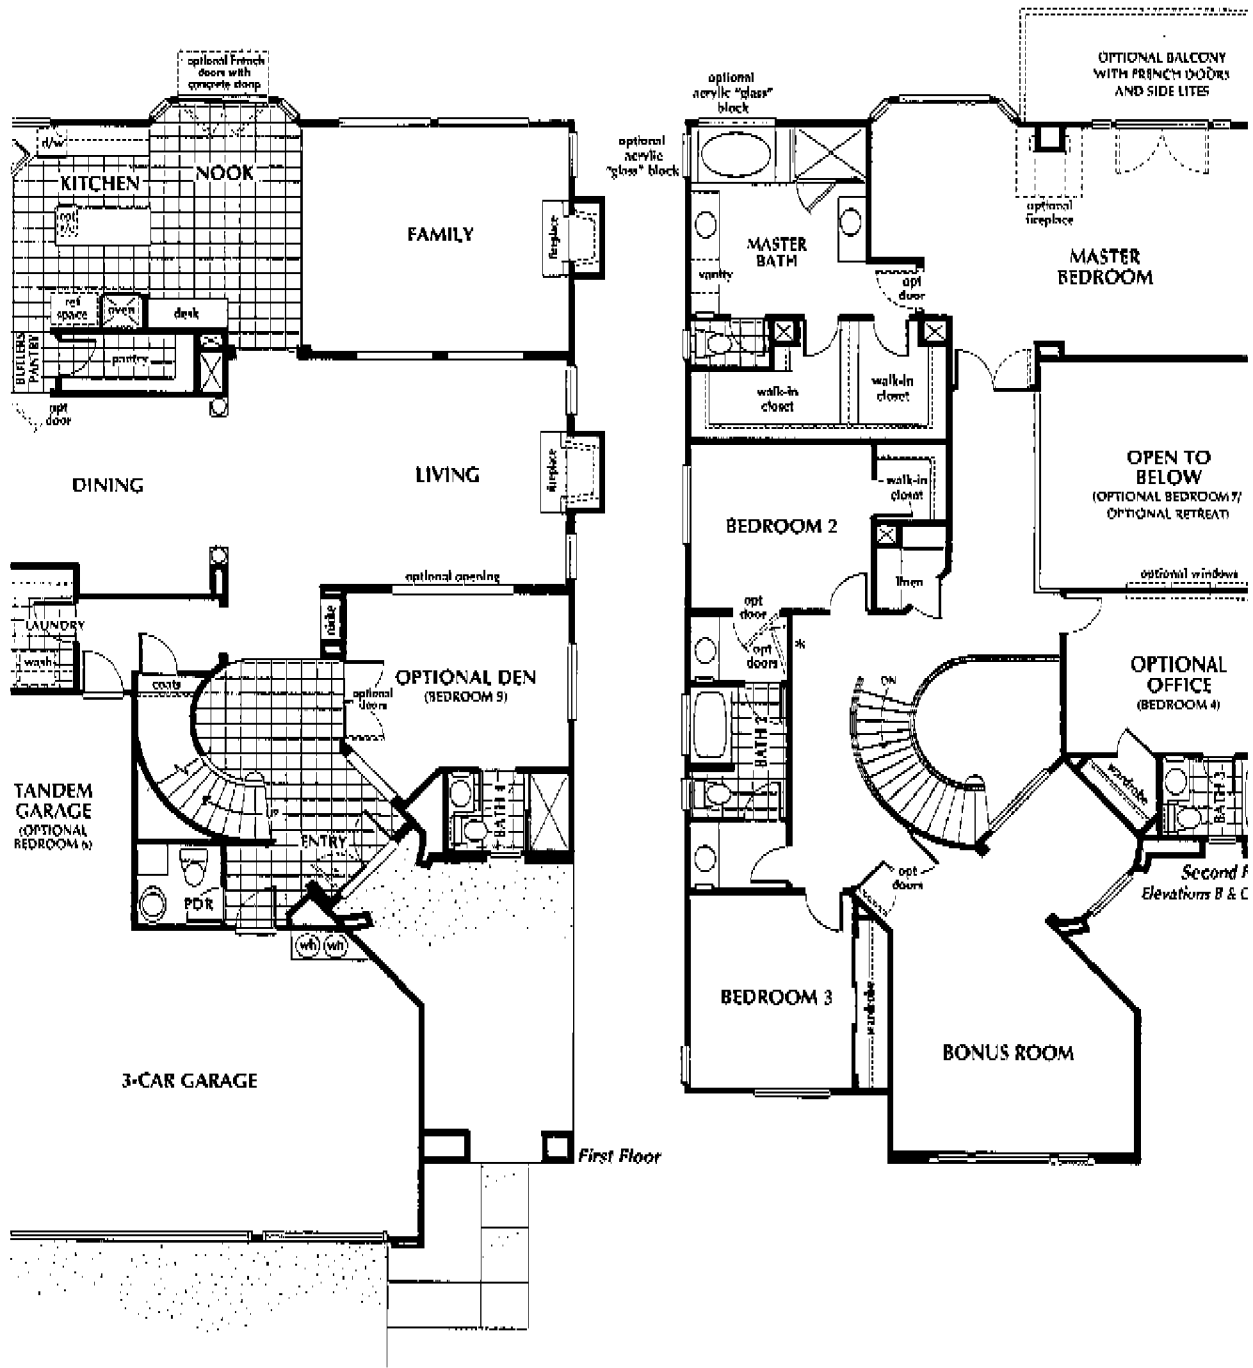 optional French
doors with
concrete stoop
d/w
KITCHEN
NOOK
opt
FAMILY
fireplace
ref
space
oven
desk
BUTLERS
PANTRY
pantry
opt
door
DINING
LIVING
fireplace
optional opening
niche
LAUNDRY
wash
coats
OPTIONAL DEN
(BEDROOM 5)
optional
doors
TANDEM
GARAGE
(OPTIONAL
BEDROOM 6)
UP
ENTRY
BATH 4
PDR
wh
wh
3-CAR GARAGE
First Floor
optional
acrylic "glass"
block
optional
acrylic
"glass" block
OPTIONAL BALCONY
WITH FRENCH DOORS
AND SIDE LITES
optional
fireplace
MASTER
BATH
vanity
opt
door
MASTER
BEDROOM
walk-in
closet
walk-in
closet
OPEN TO
BELOW
(OPTIONAL BEDROOM 7/
OPTIONAL RETREAT)
walk-in
closet
BEDROOM 2
linen
optional windows
opt
door
opt
doors
*
OPTIONAL
OFFICE
(BEDROOM 4)
DN
BATH 2
wardrobe
BATH 3
opt
doors
Second F
Elevations B & C
BEDROOM 3
wardrobe
BONUS ROOM